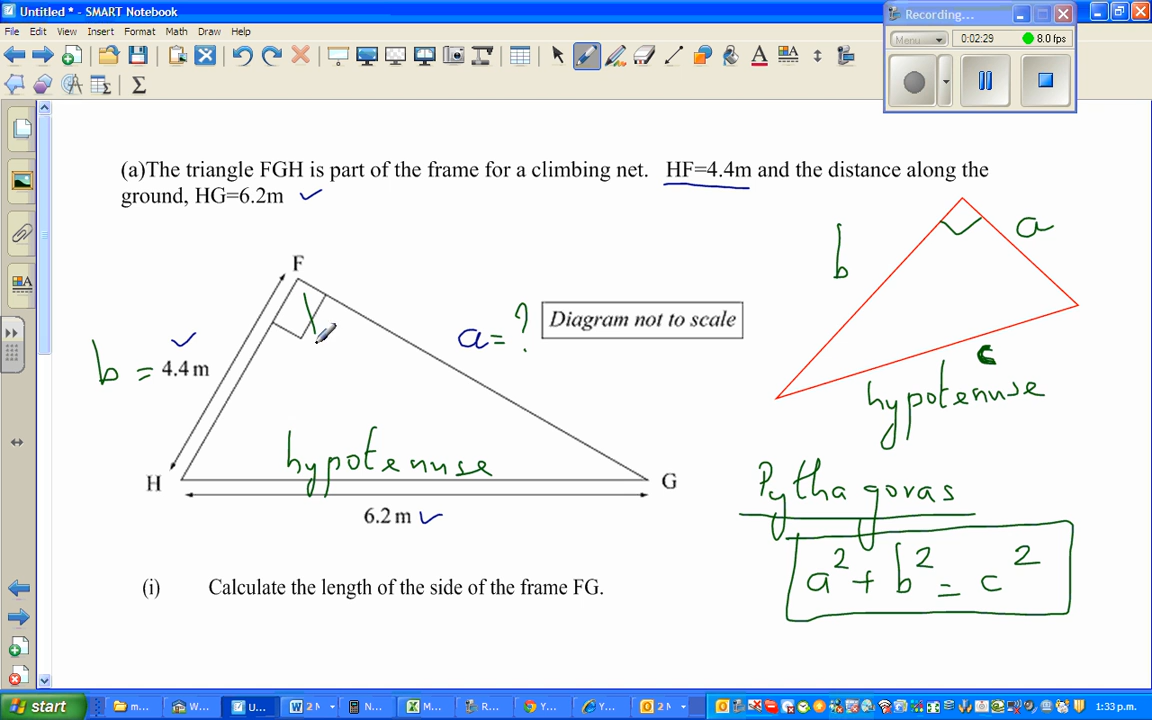 Untitled * - SMART Notebook
File Edit View Insert Format Math Draw Help
Recording...
Menu 0:02:29 8.0 fps
(a)The triangle FGH is part of the frame for a climbing net. HF=4.4m and the distance along the
ground, HG=6.2m
F
b = 4.4 m
a = ?
Diagram not to scale
hypotenuse
H
G
6.2 m
b
a
c
hypotenuse
Pythagoras
a² + b² = c²
(i) Calculate the length of the side of the frame FG.
start
m...
W...
U...
2 M
N...
M...
R...
Y...
Y...
2 M
1:33 p.m.